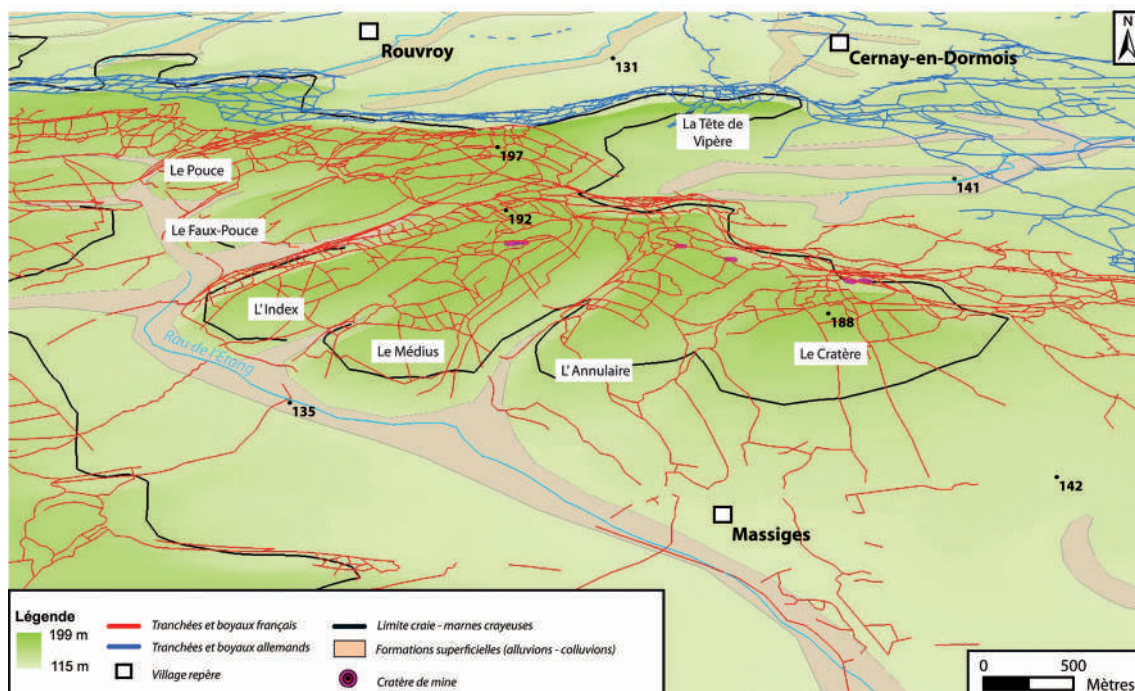 N
Rouvroy
Cernay-en-Dormois
131
La Tête de
Vipère
197
Le Pouce
141
192
Le Faux-Pouce
L'Index
188
Le Médius
Le Cratère
L'Annulaire
Rau de l'Etang
135
142
Massiges
Légende
199 m
115 m
Tranchées et boyaux français
Tranchées et boyaux allemands
Village repère
Limite craie - marnes crayeuses
Formations superficielles (alluvions - colluvions)
Cratère de mine
0 500
Mètres